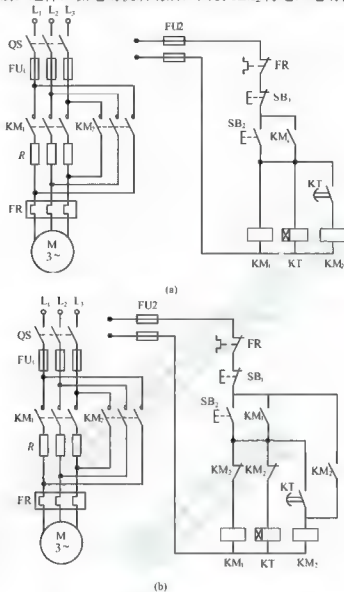 L₁ L₂ L₃
FU2
QS
FU₁
FR
SB₁
SB₂
KM₁
KM₁
KM₂
R
KT
FR
M
3~
KM₁ KT KM₂
(a)
L₁ L₂ L₃
FU2
QS
FU₁
FR
SB₁
SB₂
KM₁
KM₂
KM₁
R
KM₂
KM₂
KM₂
KT
FR
M
3~
KM₁ KT KM₂
(b)